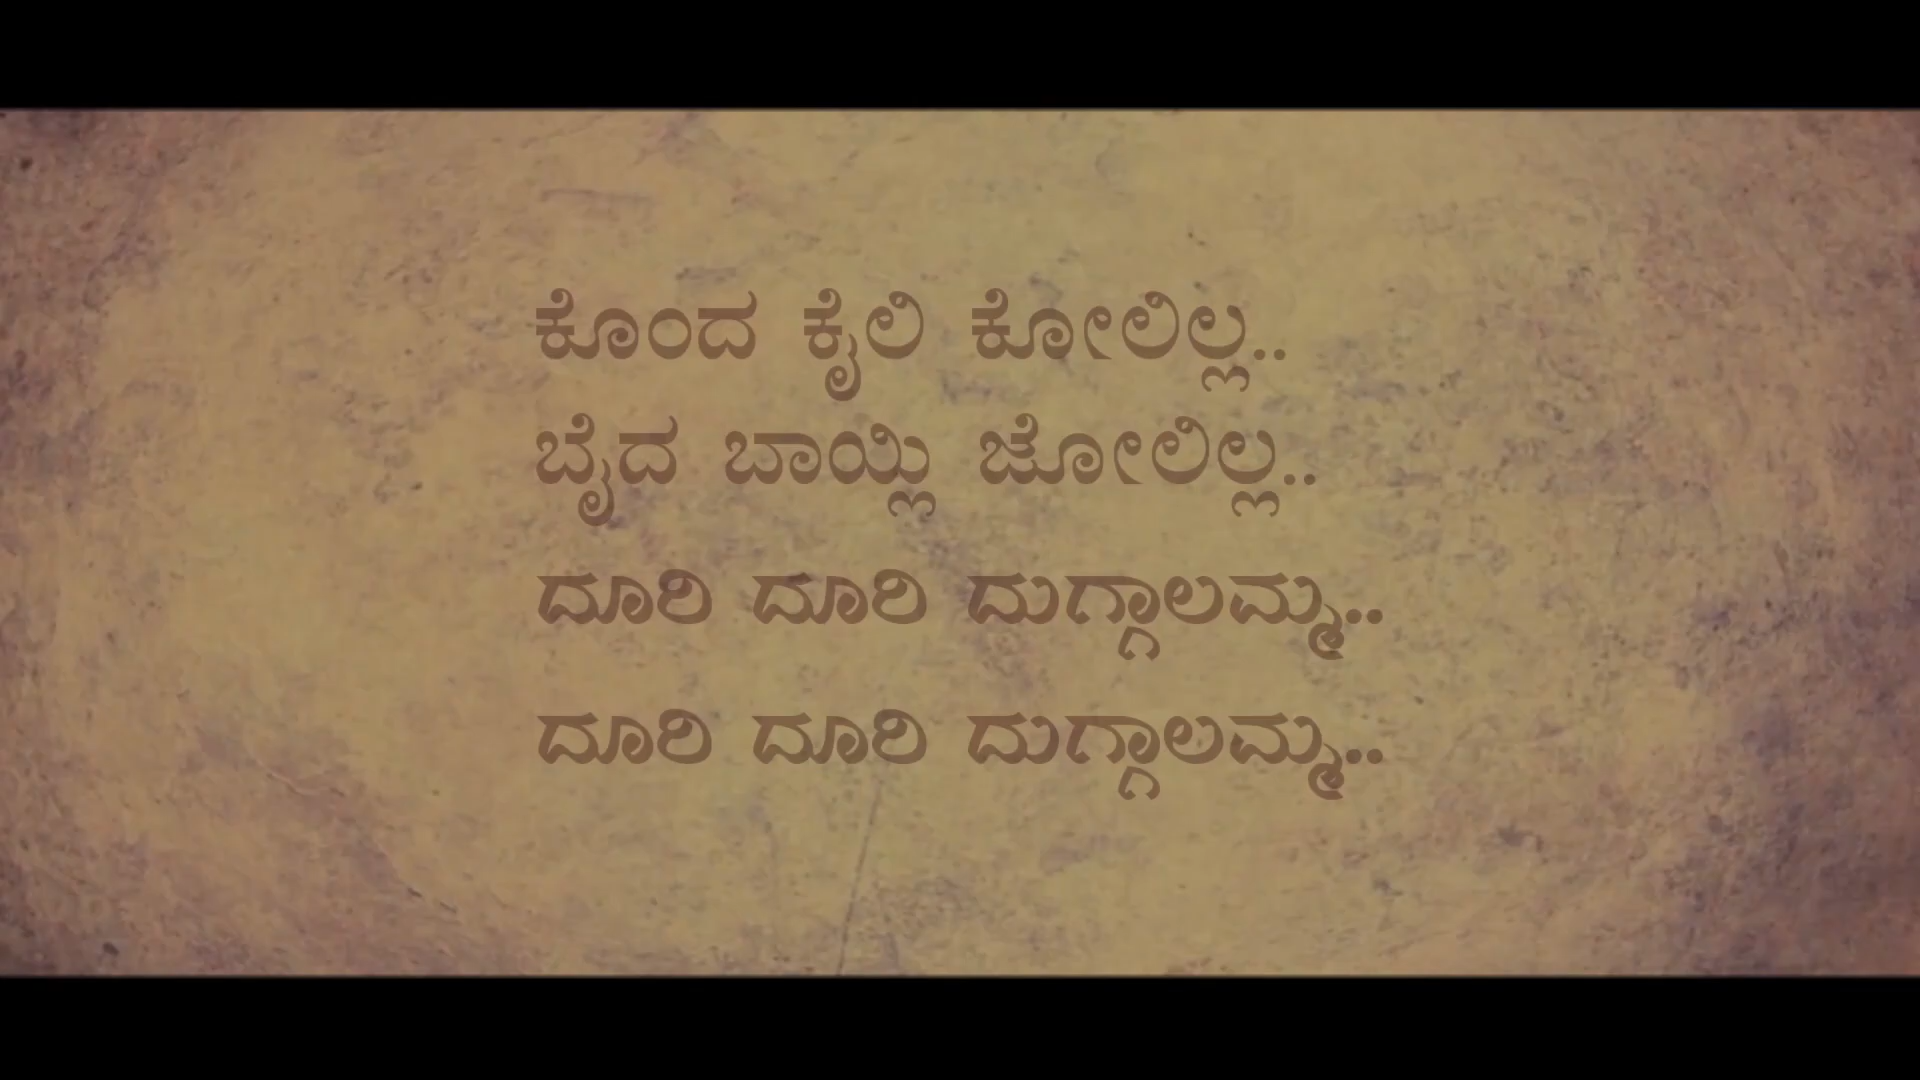 ಕೊಂದ ಕೈಲಿ ಕೋಲಿಲ್ಲ..
ಬೈದ ಬಾಯ್ಲಿ ಜೋಲಿಲ್ಲ..
ದೂರಿ ದೂರಿ ದುಗ್ಗಾಲಮ್ಮ..
ದೂರಿ ದೂರಿ ದುಗ್ಗಾಲಮ್ಮ..